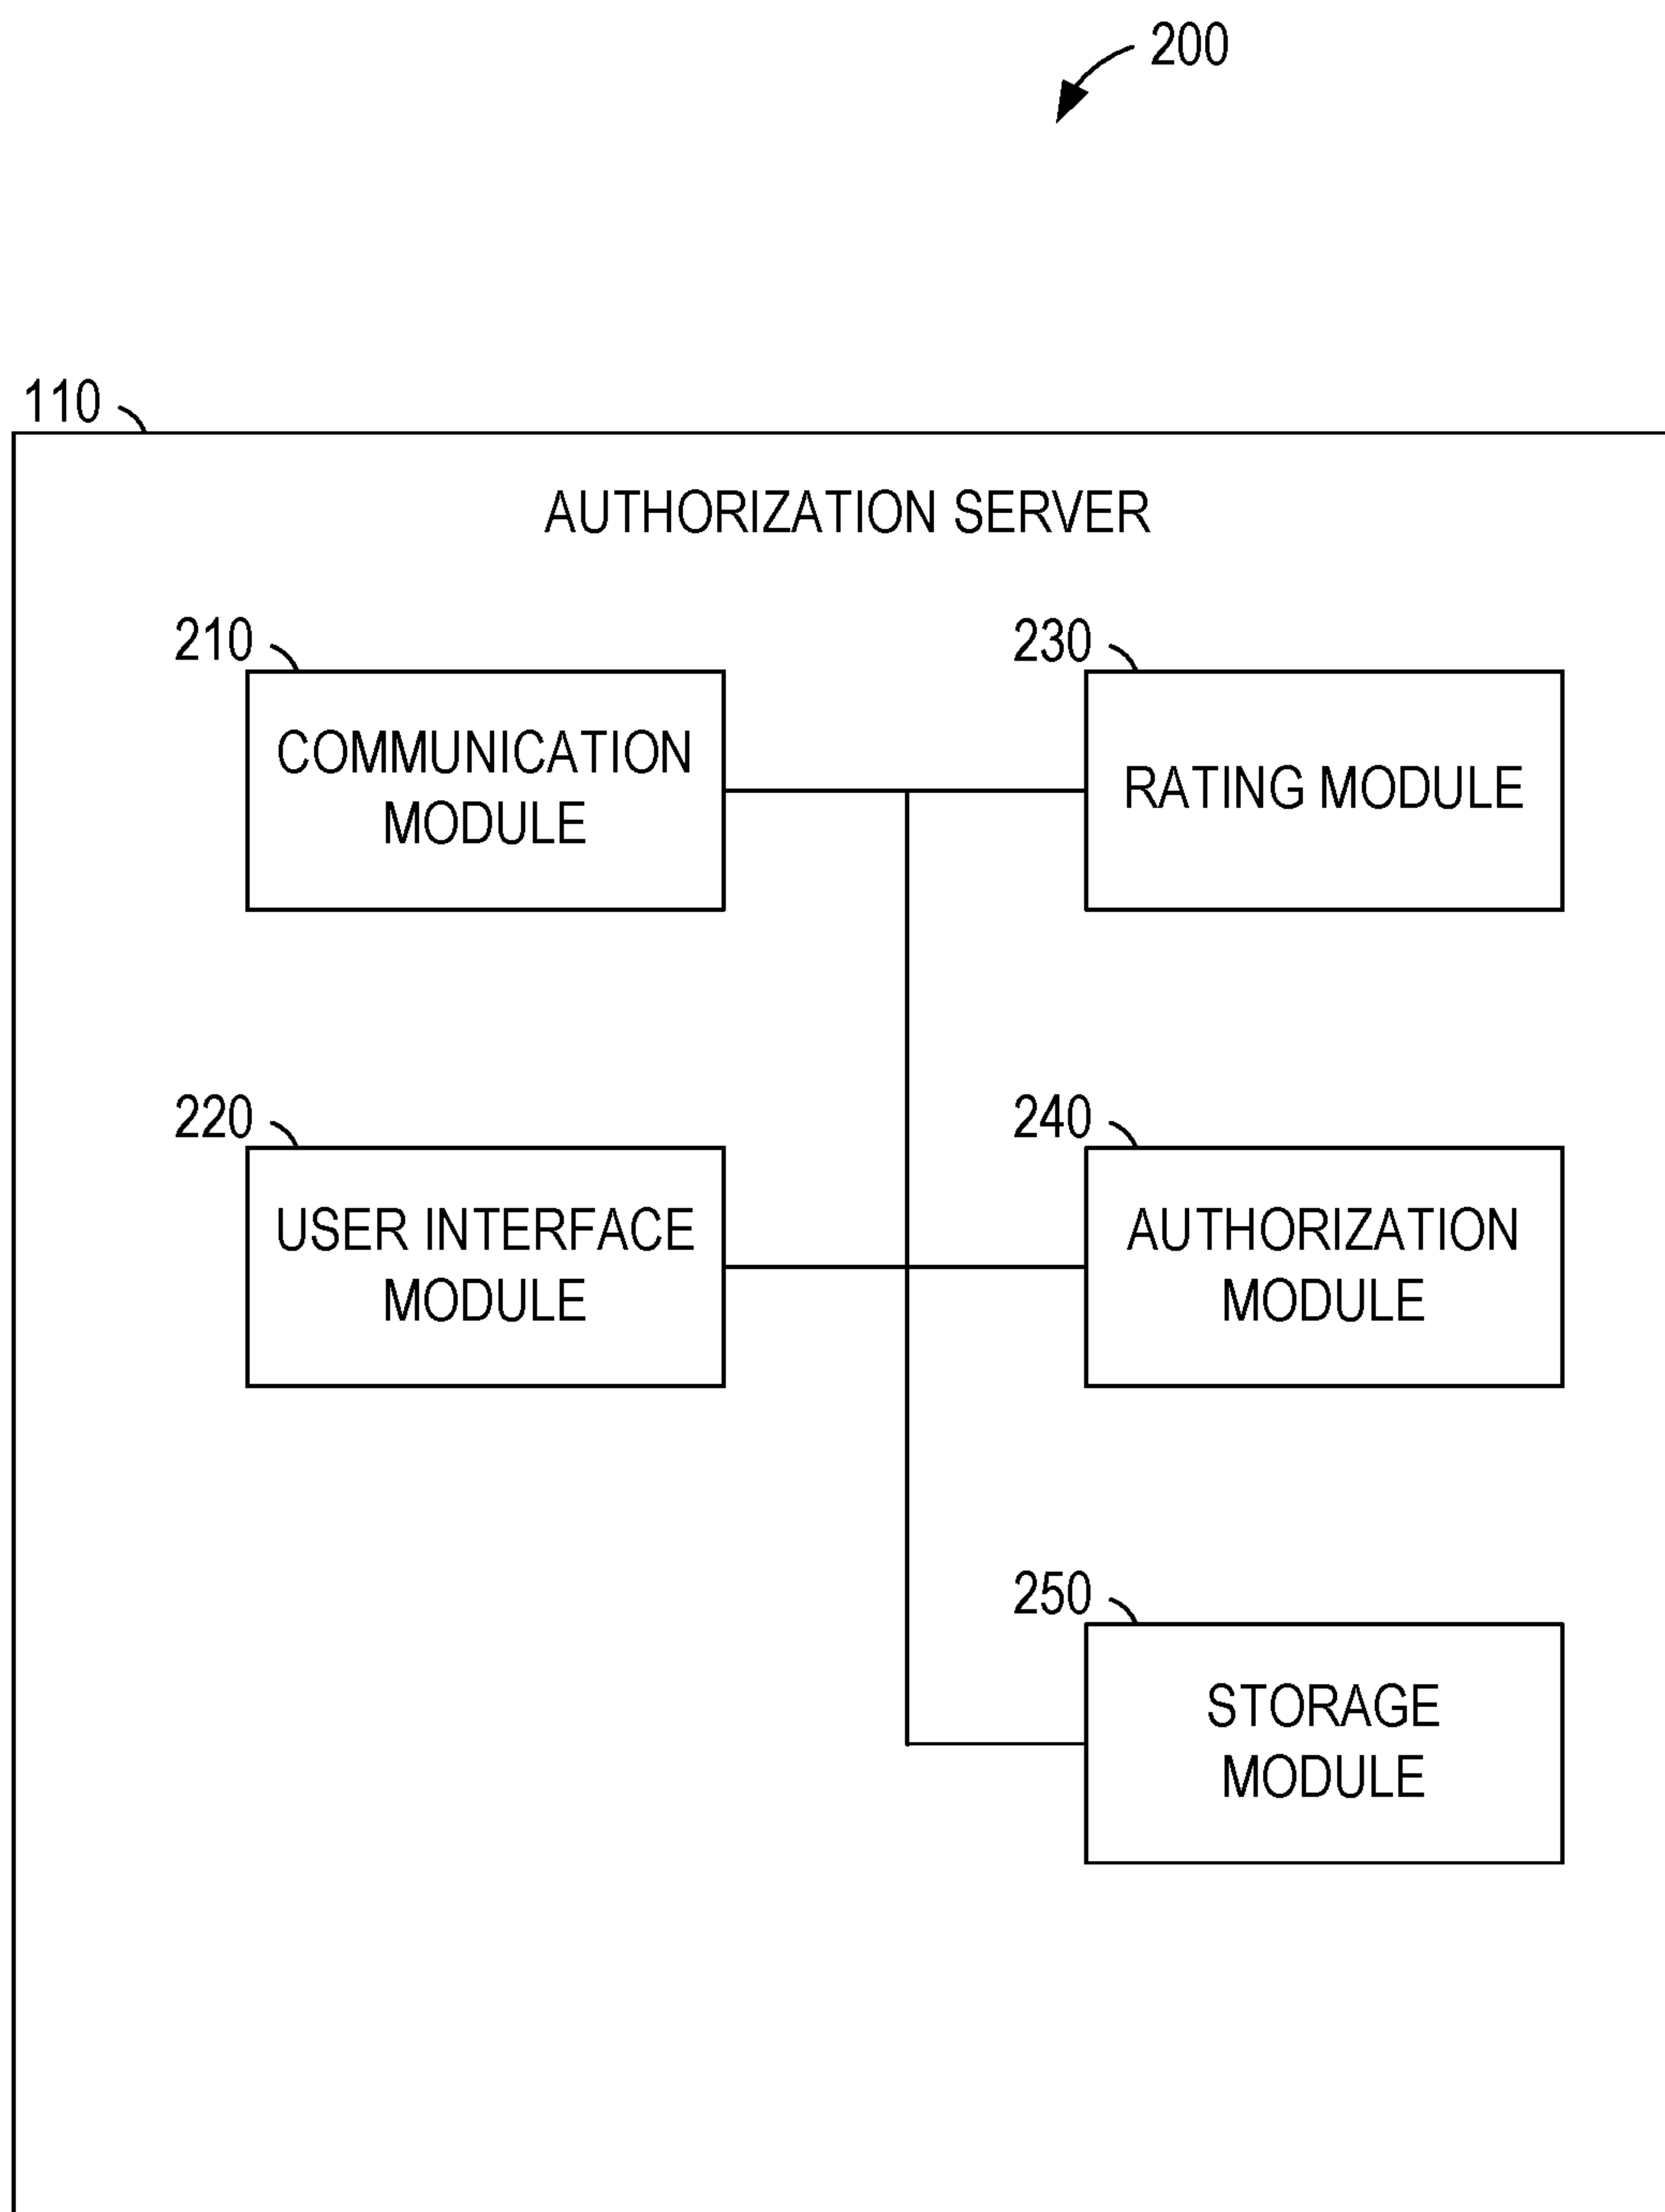 200
110
AUTHORIZATION SERVER
210
230
COMMUNICATION
MODULE
RATING MODULE
220
240
USER INTERFACE
MODULE
AUTHORIZATION
MODULE
250
STORAGE
MODULE